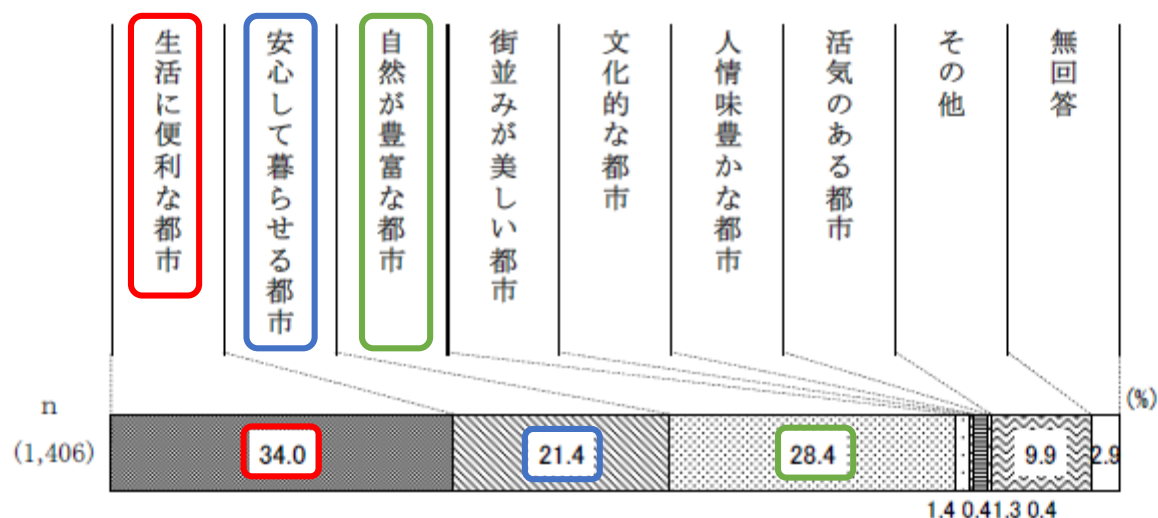 生活に便利な都市
安心して暮らせる都市
自然が豊富な都市
街並みが美しい都市
文化的な都市
人情味豊かな都市
活気のある都市
その他
無回答
(%)
n
(1,406)
34.0
21.4
28.4
9.9
2.9
1.4 0.41.3 0.4